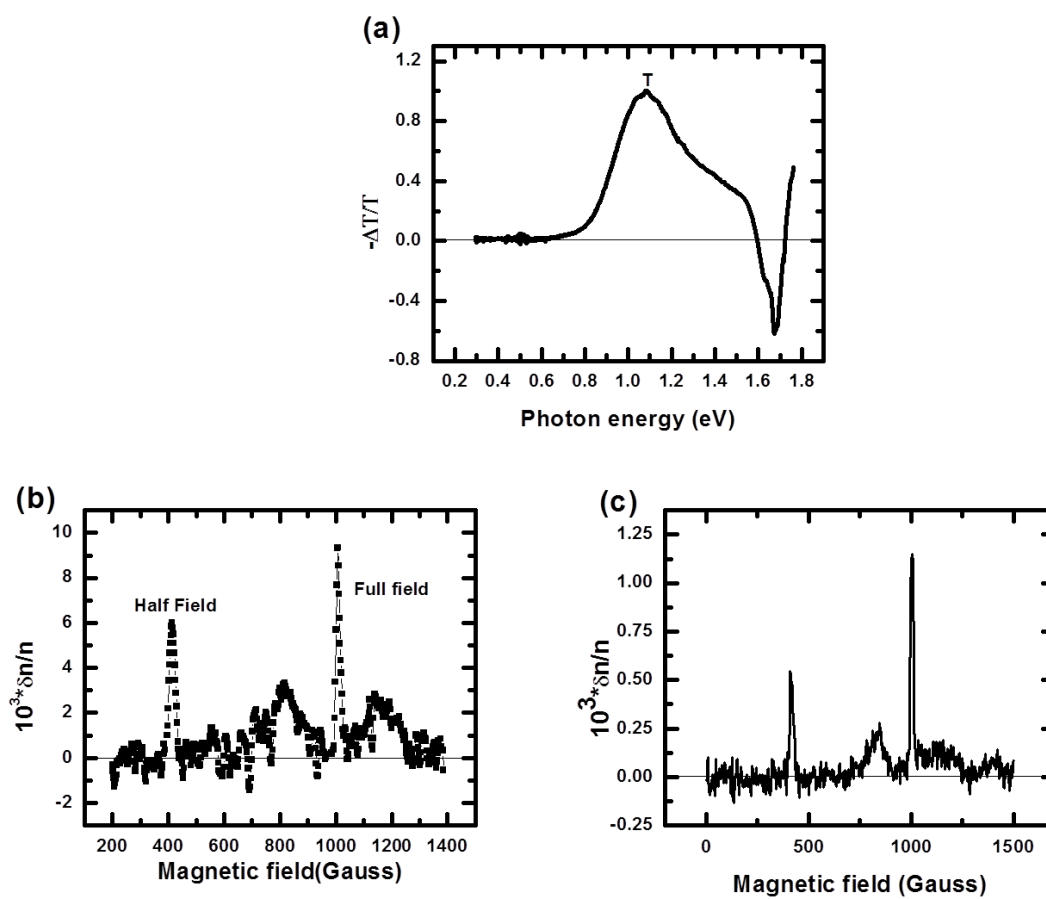 (a)
T
1.2
0.8
0.4
0.0
-0.4
-0.8
-ΔT/T
0.2 0.4 0.6 0.8 1.0 1.2 1.4 1.6 1.8
Photon energy (eV)
(b)
10
8
6
4
2
0
-2
10³*δn/n
Half Field
Full field
200 400 600 800 1000 1200 1400
Magnetic field(Gauss)
(c)
1.25
1.00
0.75
0.50
0.25
0.00
-0.25
10³*δn/n
0 500 1000 1500
Magnetic field (Gauss)